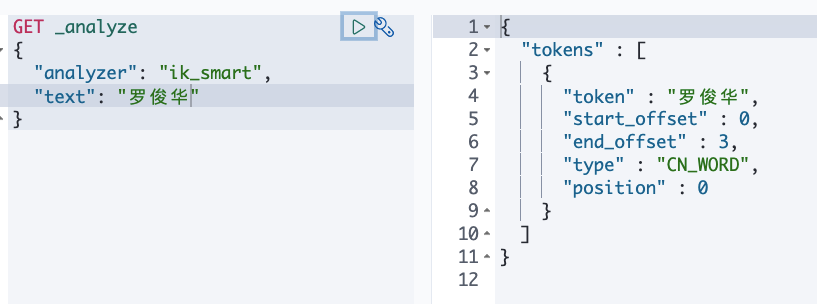 GET _analyze
{
  "analyzer": "ik_smart",
  "text": "罗俊华"
}
1 {
2   "tokens" : [
3     {
4       "token" : "罗俊华",
5       "start_offset" : 0,
6       "end_offset" : 3,
7       "type" : "CN_WORD",
8       "position" : 0
9     }
10   ]
11 }
12